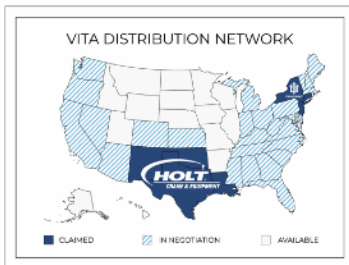 VITA DISTRIBUTION NETWORK
HOLT
CRANE & EQUIPMENT
CLAIMED
IN NEGOTIATION
AVAILABLE